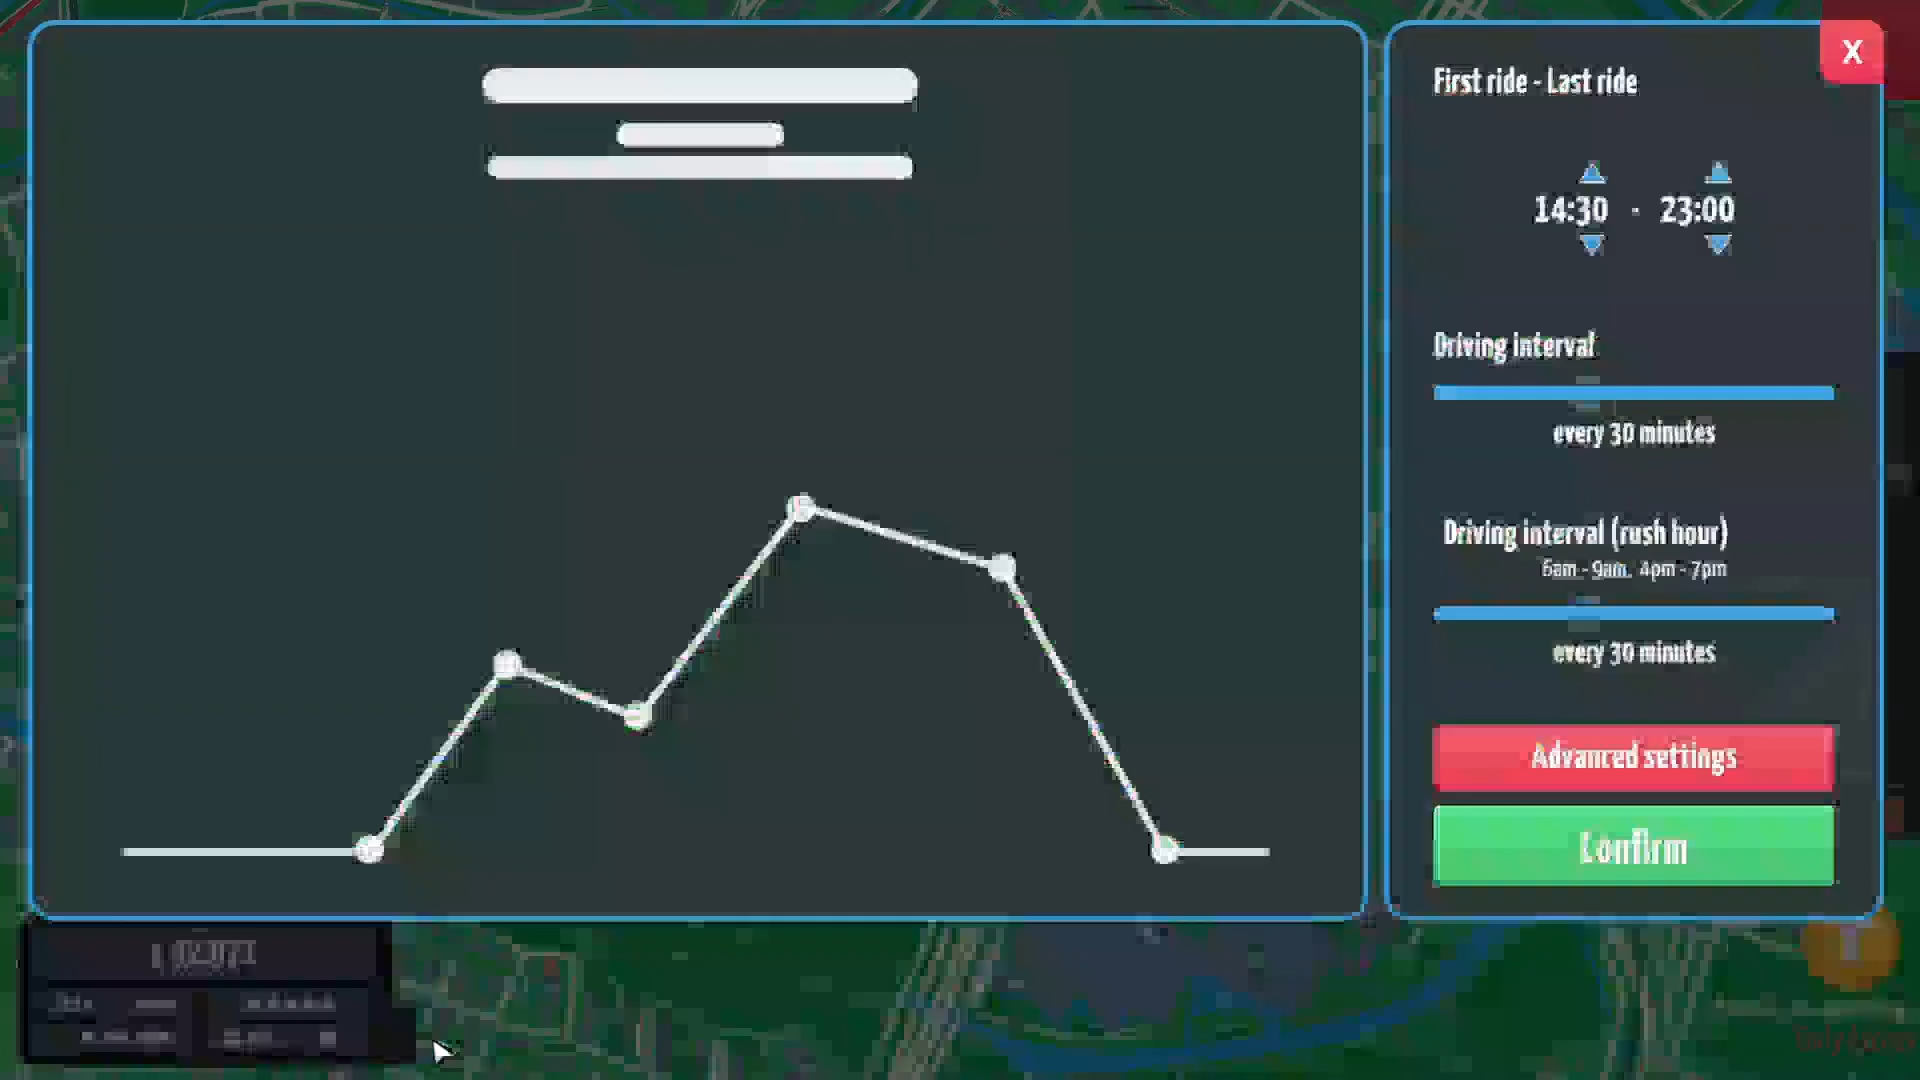 X
First ride - Last ride
14:30 - 23:00
Driving interval
every 30 minutes
Driving interval (rush hour)
6am - 9am, 4pm - 7pm
every 30 minutes
Advanced settings
Confirm